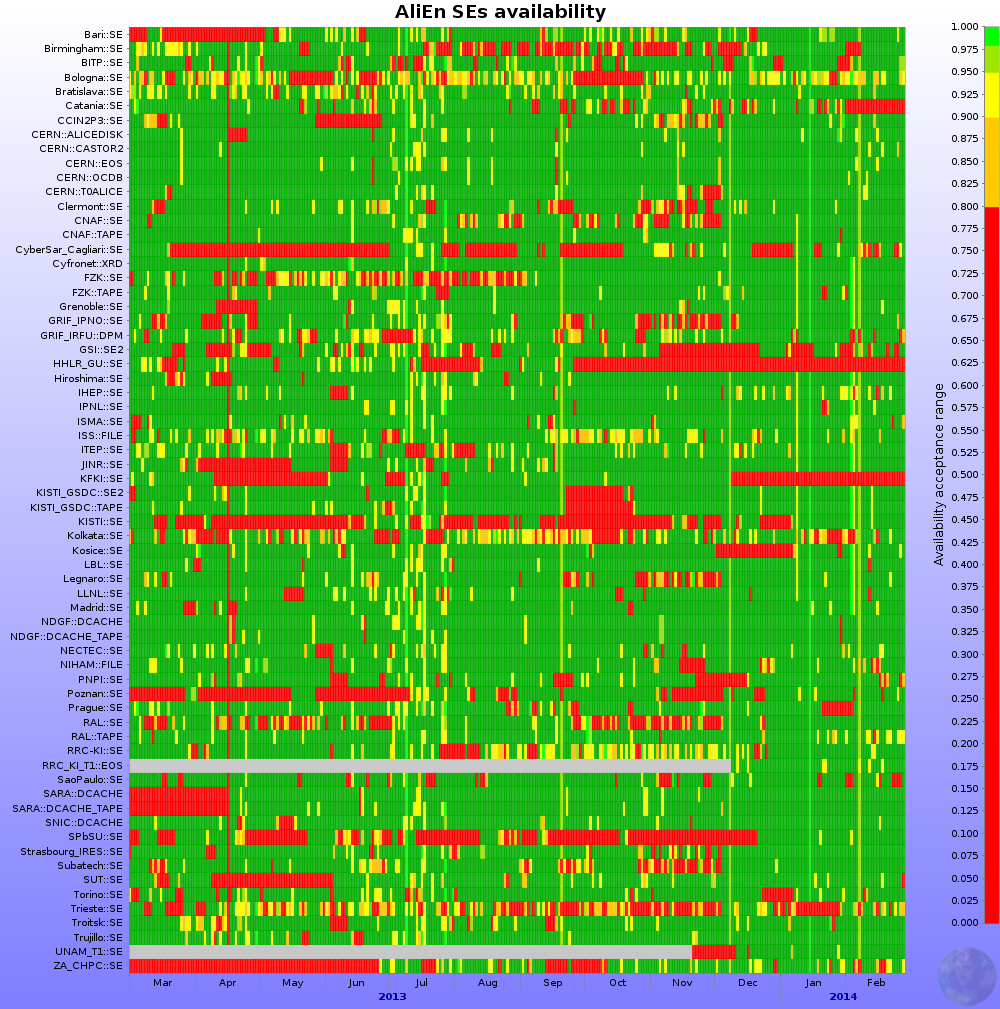 AliEn SEs availability
Bari::SE
Birmingham::SE
BITP::SE
Bologna::SE
Bratislava::SE
Catania::SE
CCIN2P3::SE
CERN::ALICEDISK
CERN::CASTOR2
CERN::EOS
CERN::OCDB
CERN::T0ALICE
Clermont::SE
CNAF::SE
CNAF::TAPE
CyberSar_Cagliari::SE
Cyfronet::XRD
FZK::SE
FZK::TAPE
Grenoble::SE
GRIF_IPNO::SE
GRIF_IRFU::DPM
GSI::SE2
HHLR_GU::SE
Hiroshima::SE
IHEP::SE
IPNL::SE
ISMA::SE
ISS::FILE
ITEP::SE
JINR::SE
KFKI::SE
KISTI_GSDC::SE2
KISTI_GSDC::TAPE
KISTI::SE
Kolkata::SE
Kosice::SE
LBL::SE
Legnaro::SE
LLNL::SE
Madrid::SE
NDGF::DCACHE
NDGF::DCACHE_TAPE
NECTEC::SE
NIHAM::FILE
PNPI::SE
Poznan::SE
Prague::SE
RAL::SE
RAL::TAPE
RRC-KI::SE
RRC_KI_T1::EOS
SaoPaulo::SE
SARA::DCACHE
SARA::DCACHE_TAPE
SNIC::DCACHE
SPbSU::SE
Strasbourg_IRES::SE
Subatech::SE
SUT::SE
Torino::SE
Trieste::SE
Troitsk::SE
Trujillo::SE
UNAM_T1::SE
ZA_CHPC::SE
Mar Apr May Jun Jul Aug Sep Oct Nov Dec Jan Feb
2013 2014
Availability acceptance range
1.000
0.975
0.950
0.925
0.900
0.875
0.850
0.825
0.800
0.775
0.750
0.725
0.700
0.675
0.650
0.625
0.600
0.575
0.550
0.525
0.500
0.475
0.450
0.425
0.400
0.375
0.350
0.325
0.300
0.275
0.250
0.225
0.200
0.175
0.150
0.125
0.100
0.075
0.050
0.025
0.000